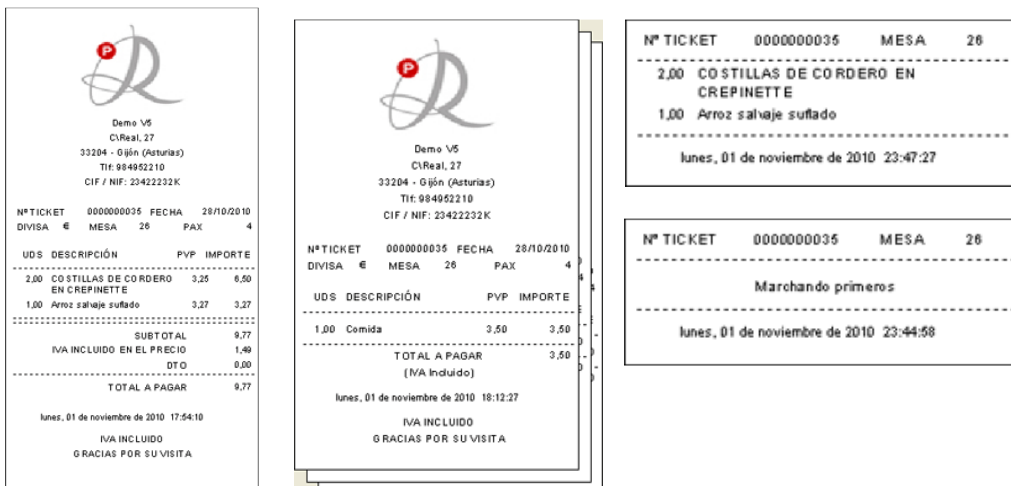 P
Demo V5
C\Real, 27
33204 - Gijón (Asturias)
Tlf: 984952210
CIF / NIF: 23422232K
Nº TICKET 0000000035 FECHA 28/10/2010
DIVISA € MESA 26 PAX 4
UDS DESCRIPCIÓN PVP IMPORTE
2,00 COSTILLAS DE CORDERO 3,25 6,50
EN CREPINETTE
1,00 Arroz salvaje suflado 3,27 3,27
SUBTOTAL 9,77
IVA INCLUIDO EN EL PRECIO 1,49
DTO 0,00
TOTAL A PAGAR 9,77
lunes, 01 de noviembre de 2010 17:54:10
IVA INCLUIDO
GRACIAS POR SU VISITA
P
Demo V5
C\Real, 27
33204 - Gijón (Asturias)
Tlf: 984952210
CIF / NIF: 23422232K
Nº TICKET 0000000035 FECHA 28/10/2010
DIVISA € MESA 26 PAX 4
UDS DESCRIPCIÓN PVP IMPORTE
1,00 Comida 3,50 3,50
TOTAL A PAGAR 3,50
(IVA Incluido)
lunes, 01 de noviembre de 2010 18:12:27
IVA INCLUIDO
GRACIAS POR SU VISITA
Nº TICKET 0000000035 MESA 26
2,00 COSTILLAS DE CORDERO EN
CREPINETTE
1,00 Arroz salvaje suflado
lunes, 01 de noviembre de 2010 23:47:27
Nº TICKET 0000000035 MESA 26
Marchando primeros
lunes, 01 de noviembre de 2010 23:44:58